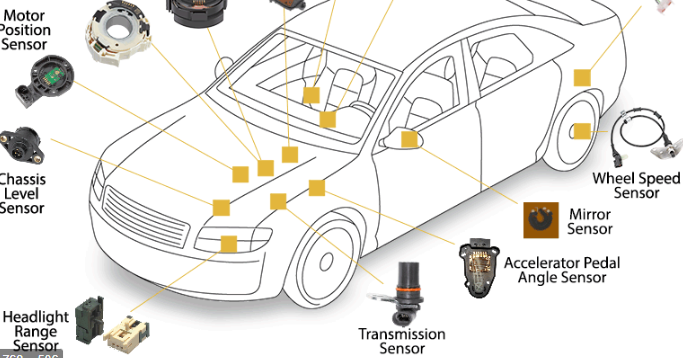 Motor
Position
Sensor
Chassis
Level
Sensor
Wheel Speed
Sensor
Mirror
Sensor
Accelerator Pedal
Angle Sensor
Headlight
Range
Sensor
Transmission
Sensor